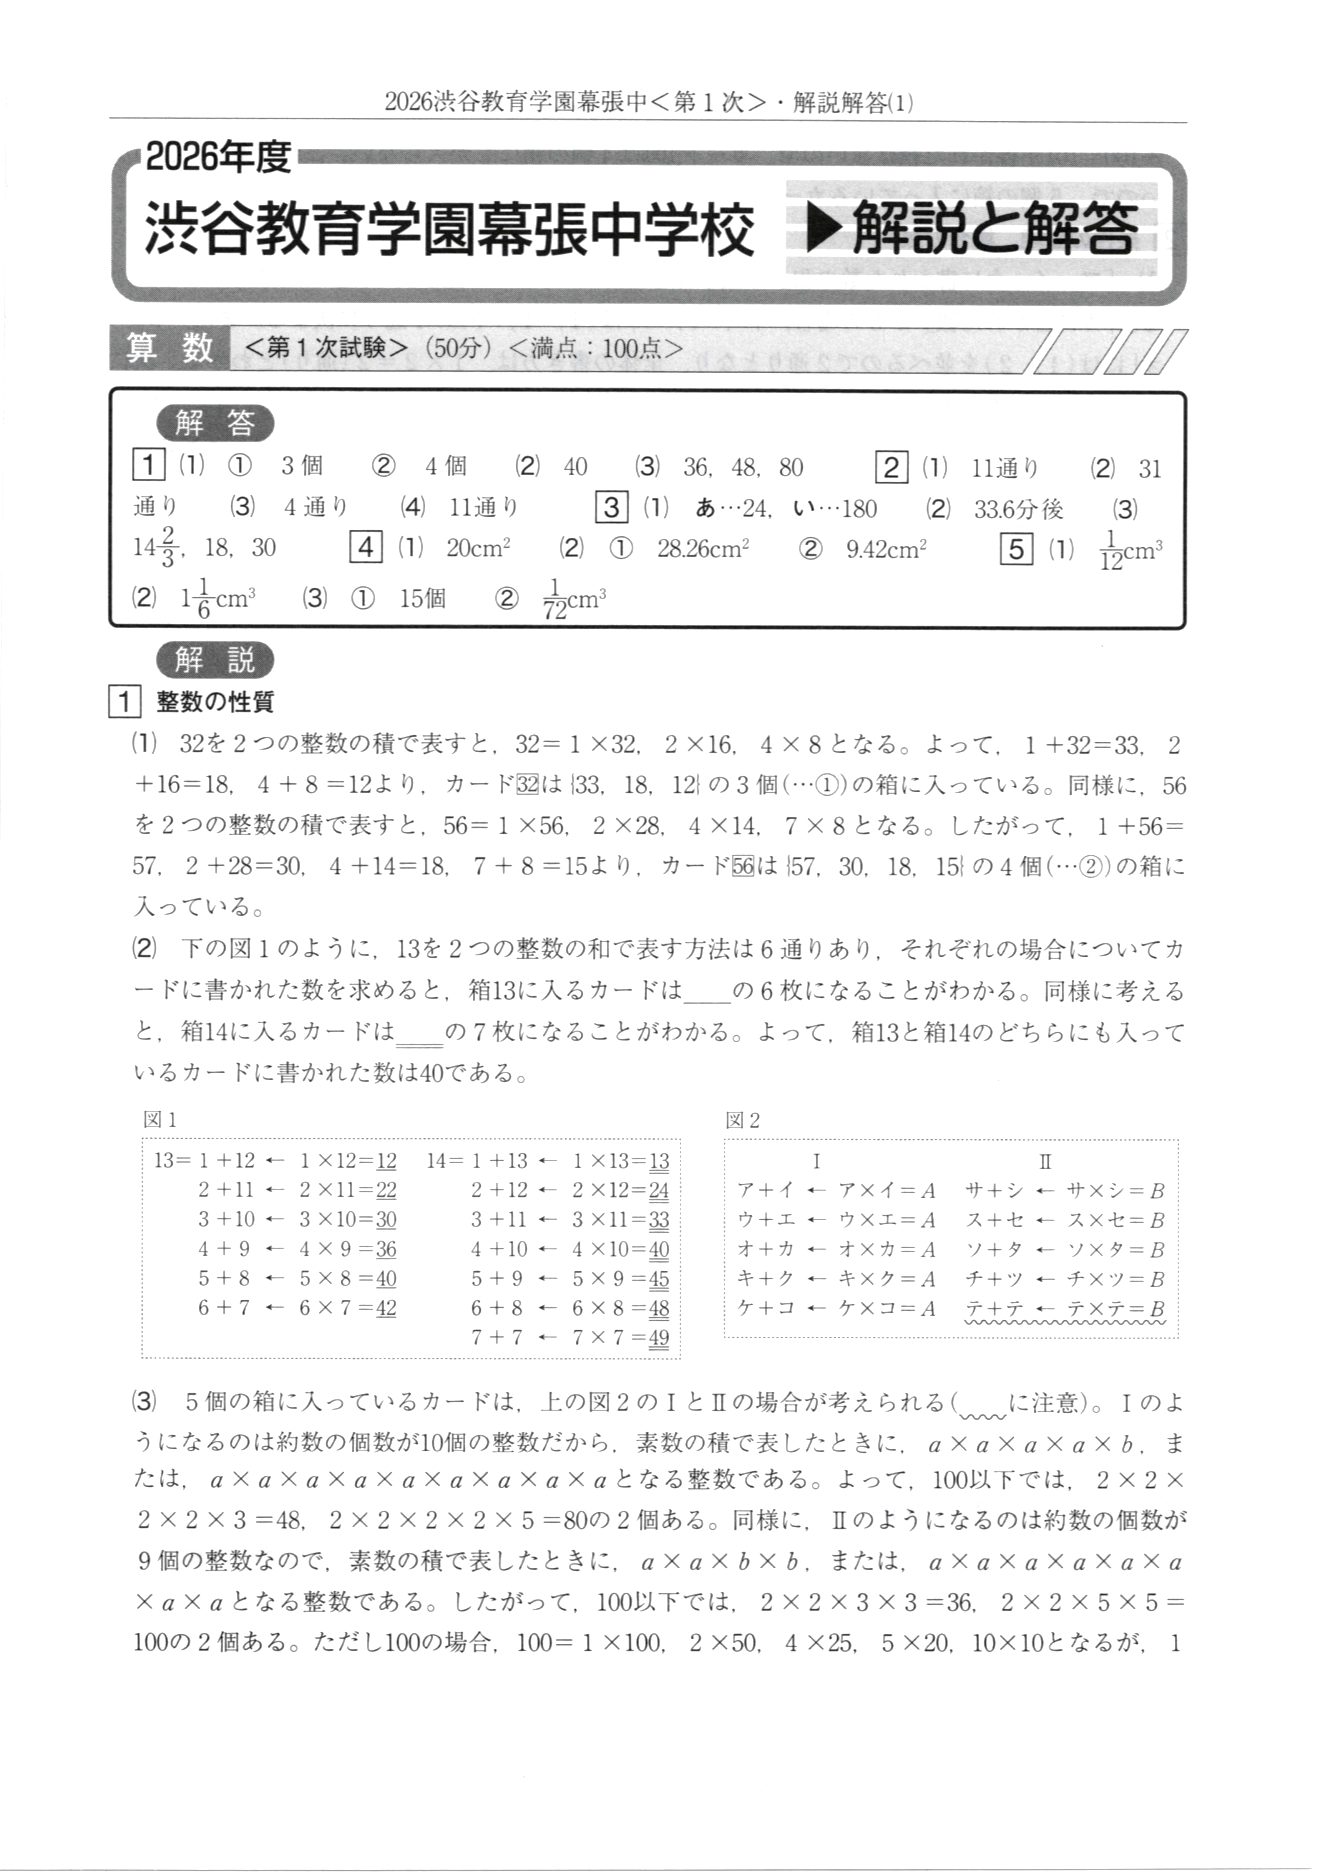 2026渋谷教育学園幕張中＜第１次＞・解説解答(1)
2026年度
渋谷教育学園幕張中学校 ▶解説と解答
算数 ＜第１次試験＞（50分）＜満点：100点＞
解答
1 (1) ① 3個 ② 4個 (2) 40 (3) 36, 48, 80 2 (1) 11通り (2) 31
通り (3) 4通り (4) 11通り 3 (1) あ…24, い…180 (2) 33.6分後 (3)
14 2/3, 18, 30 4 (1) 20cm² (2) ① 28.26cm² ② 9.42cm² 5 (1) 1/12cm³
(2) 1 1/6cm³ (3) ① 15個 ② 1/72cm³
解説
1 整数の性質
(1) 32を２つの整数の積で表すと，32=１×32，２×16，４×８となる。よって，１+32=33，２
+16=18，４+８=12より，カード32は{33，18，12}の３個(…①)の箱に入っている。同様に，56
を２つの整数の積で表すと，56=１×56，２×28，４×14，７×８となる。したがって，１+56=
57，２+28=30，４+14=18，７+８=15より，カード56は{57，30，18，15}の４個(…②)の箱に
入っている。
(2) 下の図１のように，13を２つの整数の和で表す方法は６通りあり，それぞれの場合についてカ
ードに書かれた数を求めると，箱13に入るカードは＿の６枚になることがわかる。同様に考える
と，箱14に入るカードは＿の７枚になることがわかる。よって，箱13と箱14のどちらにも入って
いるカードに書かれた数は40である。
図１
13=１+12 ← １×12=12 14=１+13 ← １×13=13
２+11 ← ２×11=22 ２+12 ← ２×12=24
３+10 ← ３×10=30 ３+11 ← ３×11=33
４+９ ← ４×９=36 ４+10 ← ４×10=40
５+８ ← ５×８=40 ５+９ ← ５×９=45
６+７ ← ６×７=42 ６+８ ← ６×８=48
７+７ ← ７×７=49
図２
Ⅰ Ⅱ
ア+イ ← ア×イ=A サ+シ ← サ×シ=B
ウ+エ ← ウ×エ=A ス+セ ← ス×セ=B
オ+カ ← オ×カ=A ソ+タ ← ソ×タ=B
キ+ク ← キ×ク=A チ+ツ ← チ×ツ=B
ケ+コ ← ケ×コ=A テ+テ ← テ×テ=B
(3) ５個の箱に入っているカードは，上の図２のⅠとⅡの場合が考えられる(﹏に注意)。Ⅰのよ
うになるのは約数の個数が10個の整数だから，素数の積で表したときに，a×a×a×a×b，ま
たは，a×a×a×a×a×a×a×a×aとなる整数である。よって，100以下では，２×２×
２×２×３=48，２×２×２×２×５=80の２個ある。同様に，Ⅱのようになるのは約数の個数が
９個の整数なので，素数の積で表したときに，a×a×b×b，または，a×a×a×a×a×a
×a×aとなる整数である。したがって，100以下では，２×２×３×３=36，２×２×５×５=
100の２個ある。ただし100の場合，100=１×100，２×50，４×25，５×20，10×10となるが，１